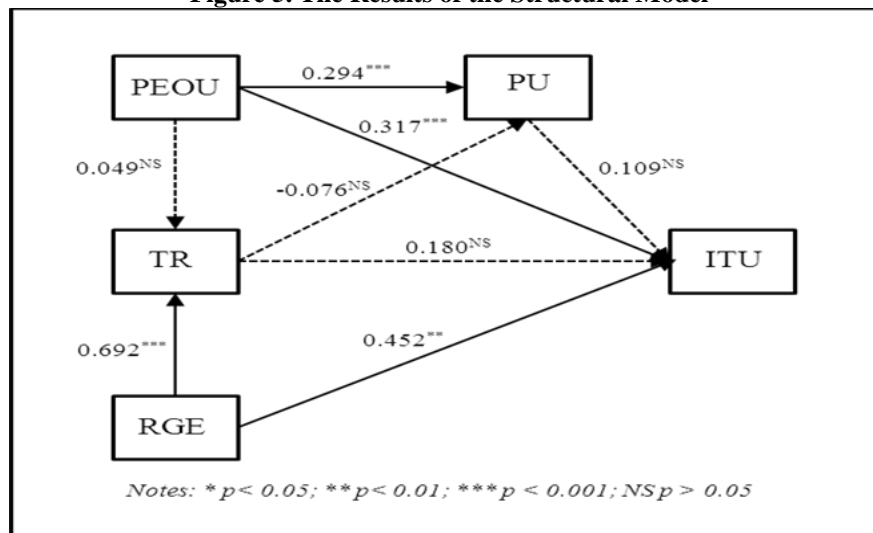 Figure 3: The Results of the Structural Model
PEOU
0.294***
PU
0.317***
0.049NS
-0.076NS
0.109NS
TR
0.180NS
ITU
0.692***
0.452**
RGE
Notes: * p< 0.05; ** p< 0.01; *** p < 0.001; NS p > 0.05